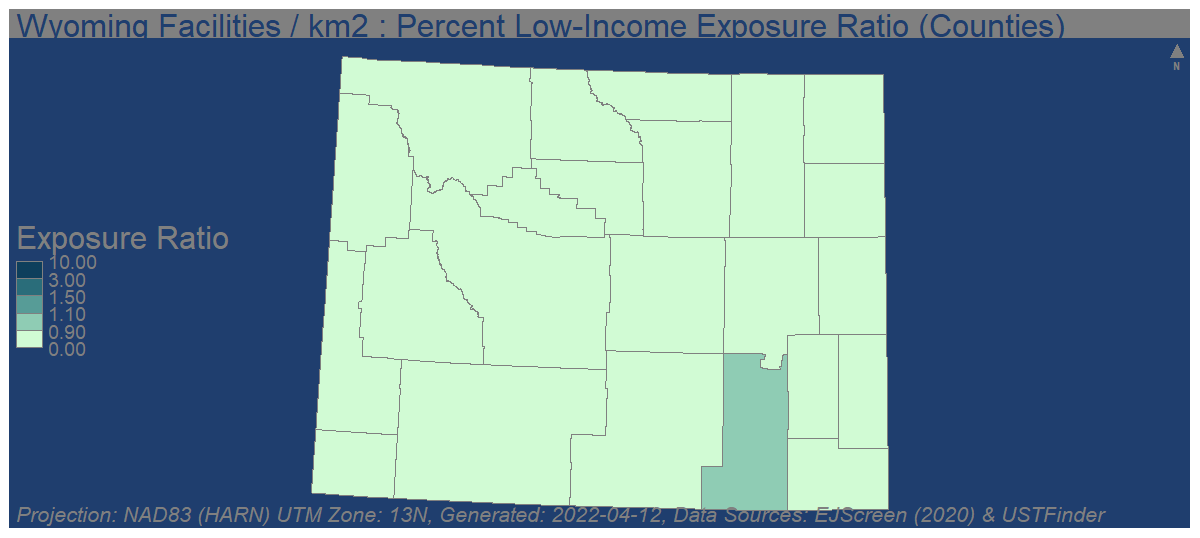 Wyoming Facilities / km2 : Percent Low-Income Exposure Ratio (Counties)
N
Exposure Ratio
10.00
3.00
1.50
1.10
0.90
0.00
Projection: NAD83 (HARN) UTM Zone: 13N, Generated: 2022-04-12, Data Sources: EJScreen (2020) & USTFinder